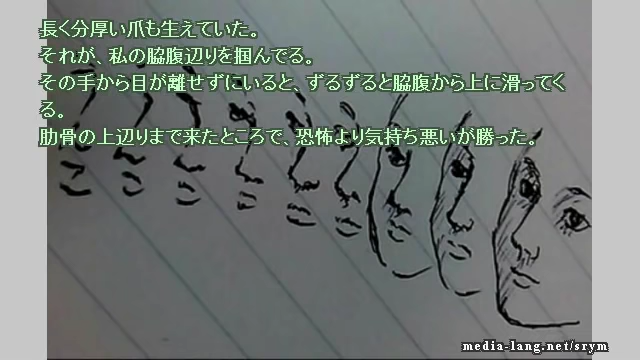 長く分厚い爪も生えていた。
それが、私の脇腹辺りを掴んでる。
その手から目が離せずにいると、ずるずると脇腹から上に滑ってく
る。
肋骨の上辺りまで来たところで、恐怖より気持ち悪いが勝った。
media-lang.net/srym